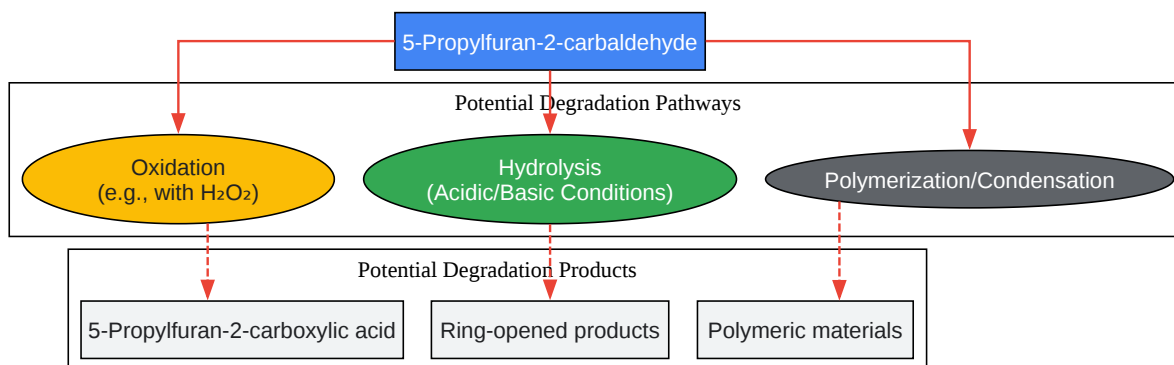 5-Propylfuran-2-carbaldehyde
Potential Degradation Pathways
Oxidation
(e.g., with H₂O₂)
Hydrolysis
(Acidic/Basic Conditions)
Polymerization/Condensation
Potential Degradation Products
5-Propylfuran-2-carboxylic acid
Ring-opened products
Polymeric materials